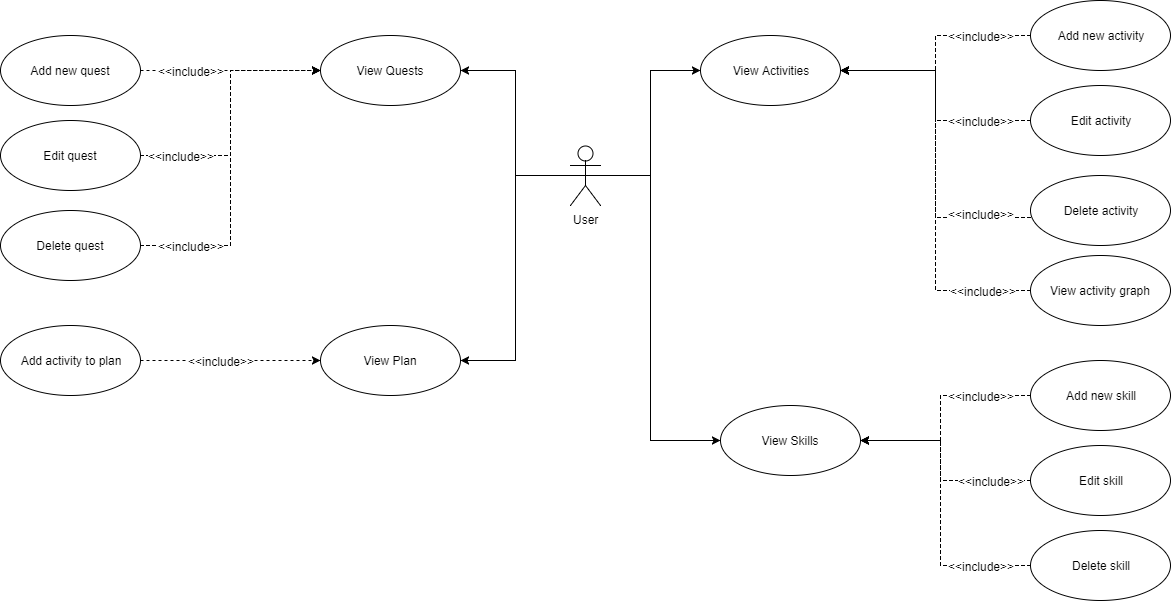 Add new quest
<<include>>
View Quests
Edit quest
<<include>>
Delete quest
<<include>>
Add activity to plan
<<include>>
View Plan
User
View Activities
<<include>>
Add new activity
<<include>>
Edit activity
<<include>>
Delete activity
<<include>>
View activity graph
View Skills
<<include>>
Add new skill
<<include>>
Edit skill
<<include>>
Delete skill